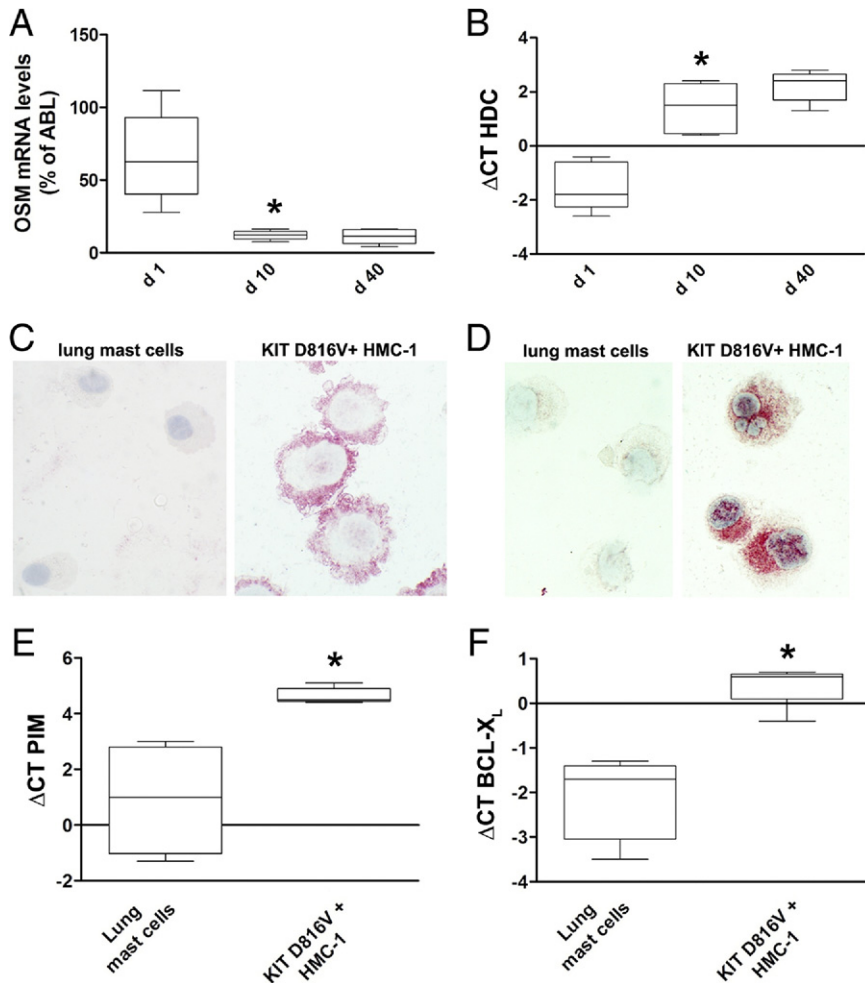 A
OSM mRNA levels
(% of ABL)
150
100
50
0
*
d 1
d 10
d 40
B
ΔCT HDC
4
2
0
-2
-4
*
d 1
d 10
d 40
C
lung mast cells
KIT D816V+ HMC-1
D
lung mast cells
KIT D816V+ HMC-1
E
ΔCT PIM
6
4
2
0
-2
*
Lung
mast cells
KIT D816V +
HMC-1
F
ΔCT BCL-X_L
1
0
-1
-2
-3
-4
*
Lung
mast cells
KIT D816V +
HMC-1